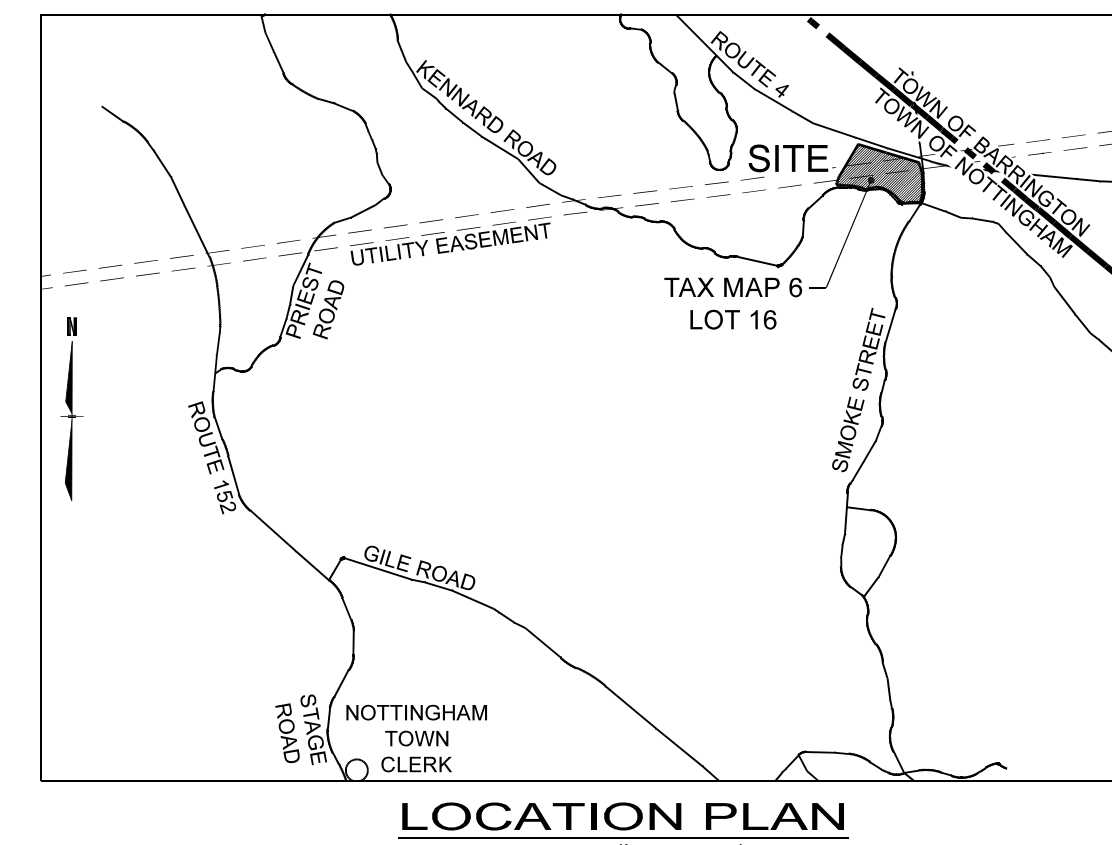 ROUTE 4
KENNARD ROAD
TOWN OF BARRINGTON
TOWN OF NOTTINGHAM
SITE
UTILITY EASEMENT
PRIEST
ROAD
TAX MAP 6
LOT 16
N
SMOKE STREET
ROUTE 152
GILE ROAD
STAGE
ROAD
NOTTINGHAM
TOWN
CLERK
LOCATION PLAN